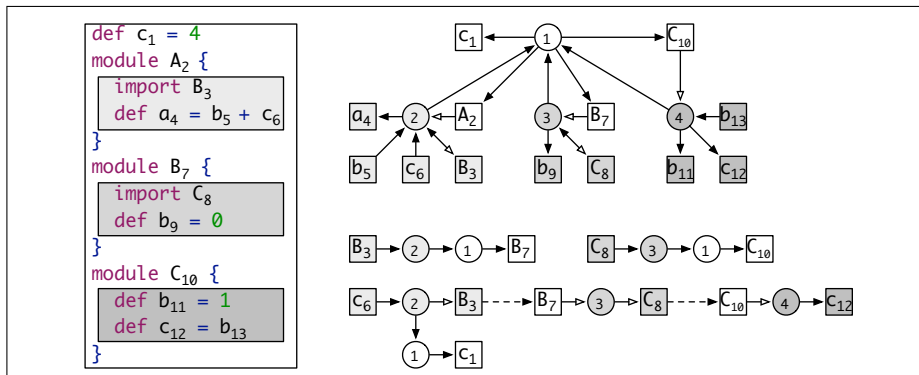 def c₁ = 4
module A₂ {
import B₃
def a₄ = b₅ + c₆
}
module B₇ {
import C₈
def b₉ = 0
}
module C₁₀ {
def b₁₁ = 1
def c₁₂ = b₁₃
}
c₁ 1 C₁₀
a₄ 2 A₂ 3 B₇ 4 b₁₃
b₅ c₆ B₃ b₉ C₈ b₁₁ c₁₂
B₃ 2 1 B₇ C₈ 3 1 C₁₀
c₆ 2 B₃ B₇ 3 C₈ C₁₀ 4 c₁₂
1 c₁